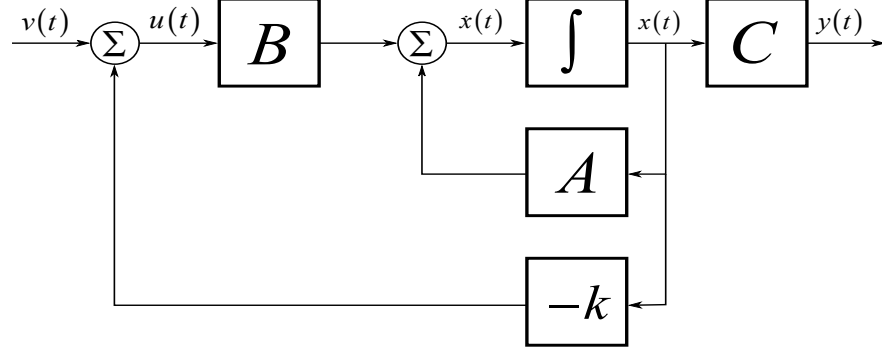 v(t) Σ u(t) B Σ ẋ(t) ∫ x(t) C y(t)
A
−k